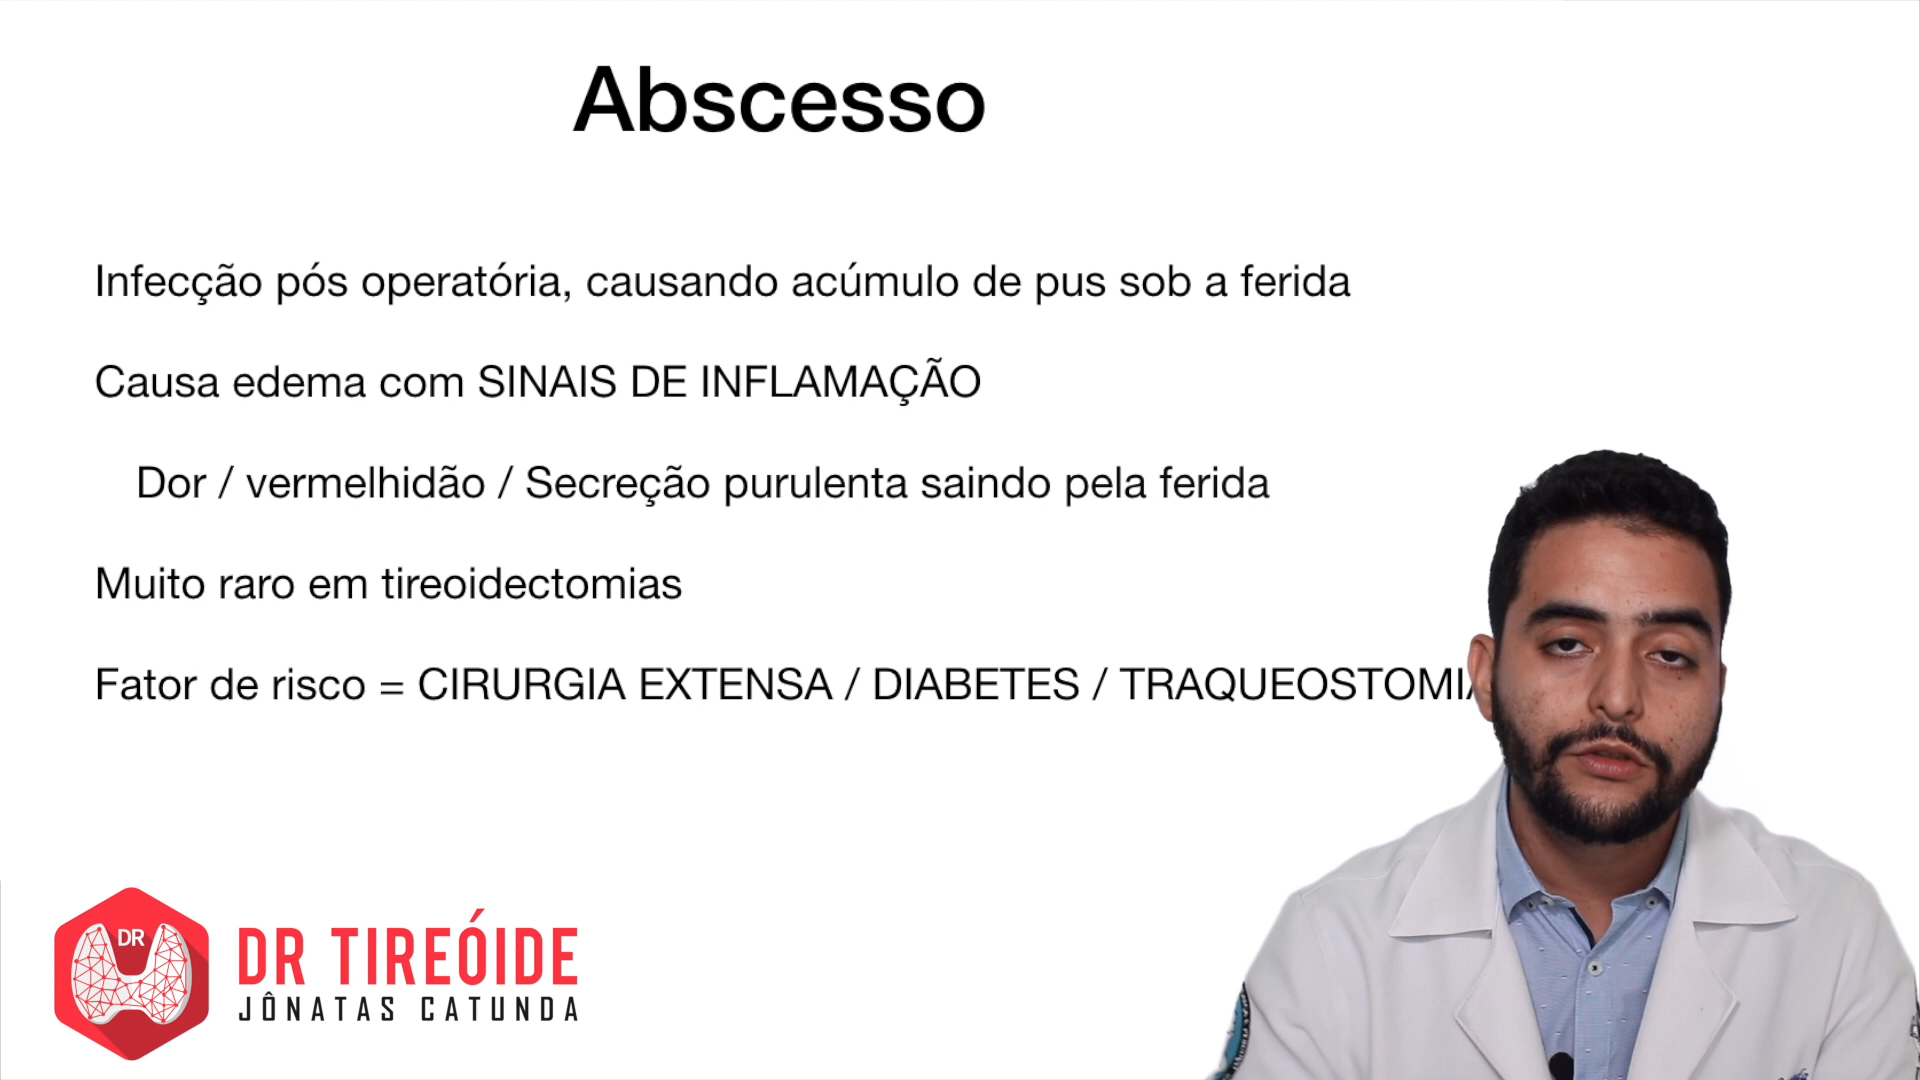 Abscesso
Infecção pós operatória, causando acúmulo de pus sob a ferida
Causa edema com SINAIS DE INFLAMAÇÃO
Dor / vermelhidão / Secreção purulenta saindo pela ferida
Muito raro em tireoidectomias
Fator de risco = CIRURGIA EXTENSA / DIABETES / TRAQUEOSTOMIA
DR
DR TIREÓIDE
JÔNATAS CATUNDA